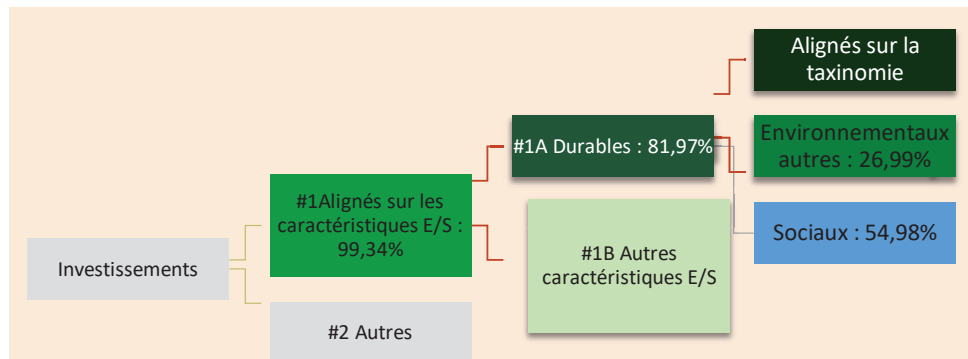 Investissements
#1Alignés sur les
caractéristiques E/S :
99,34%
#2 Autres
#1A Durables : 81,97%
#1B Autres
caractéristiques E/S
Alignés sur la
taxinomie
Environnementaux
autres : 26,99%
Sociaux : 54,98%